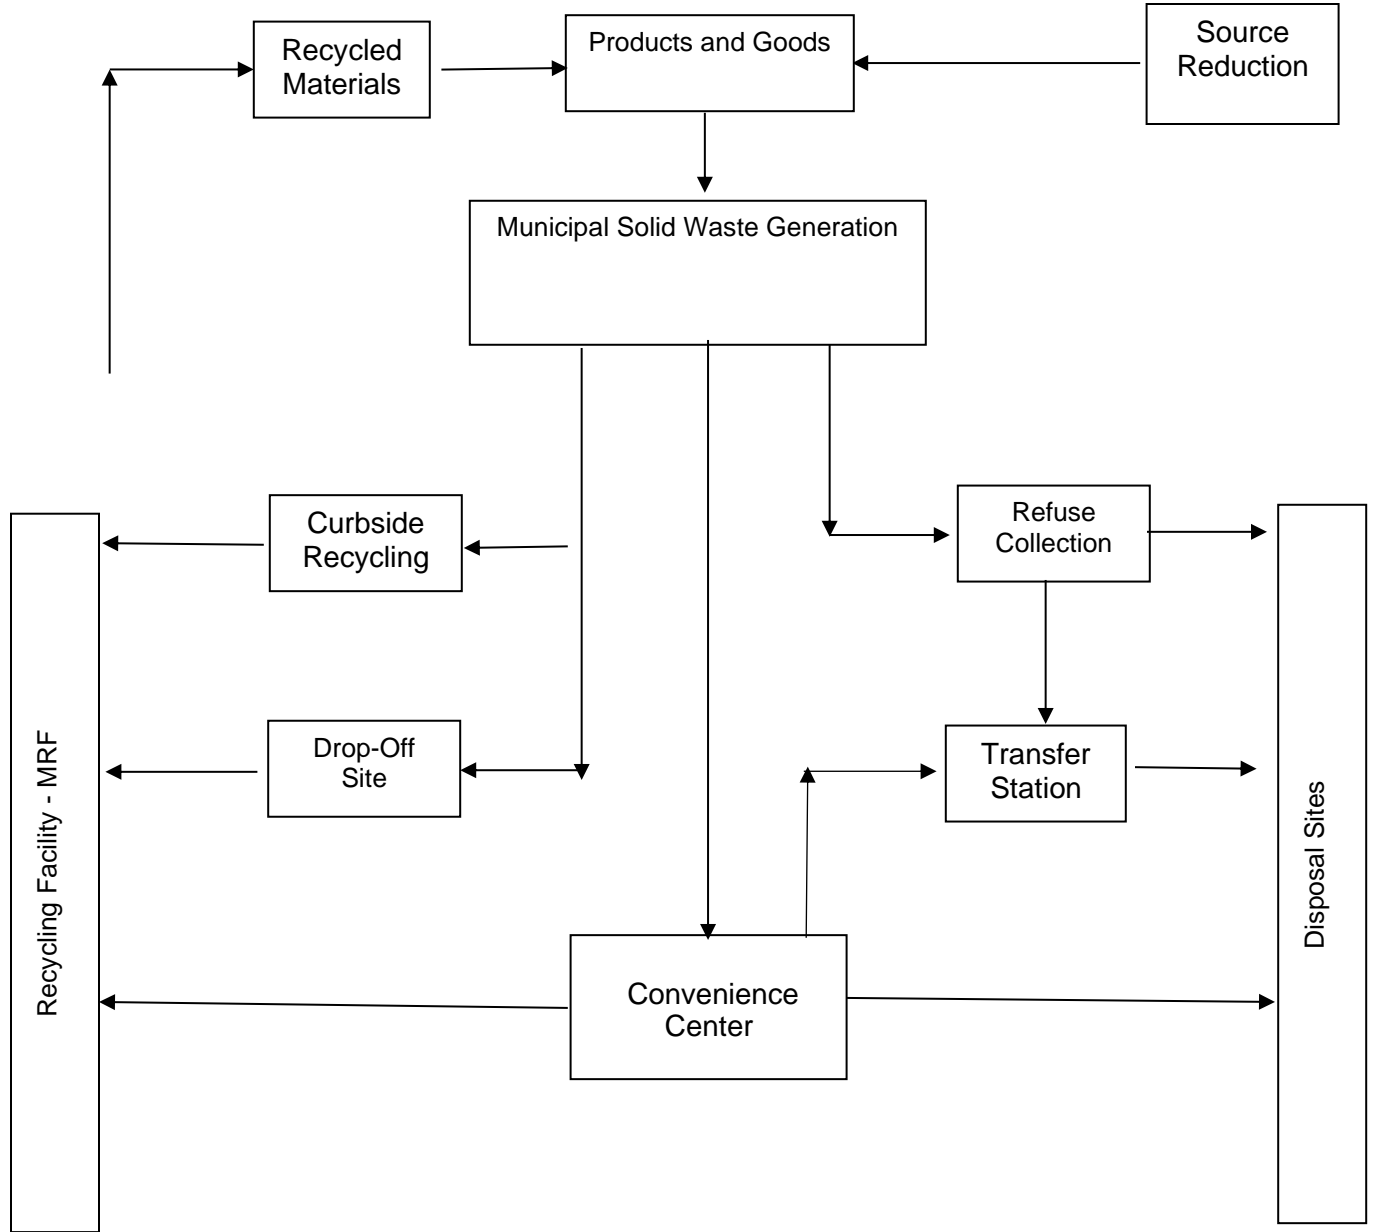 Recycled
Materials
Products and Goods
Source
Reduction
Municipal Solid Waste Generation
Curbside
Recycling
Refuse
Collection
Drop-Off
Site
Transfer
Station
Recycling Facility - MRF
Disposal Sites
Convenience
Center